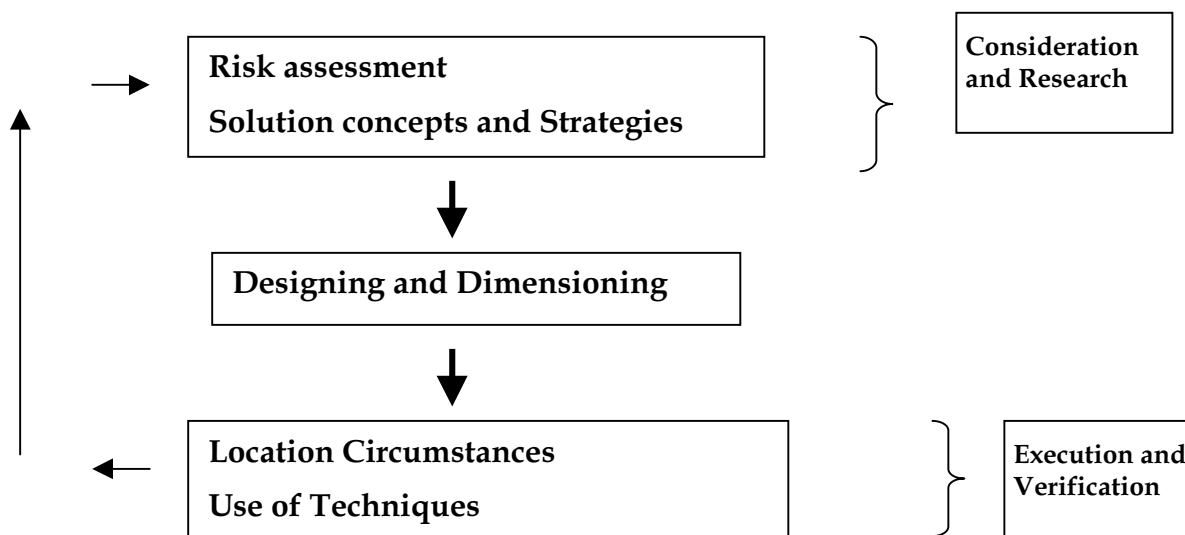 Risk assessment
Solution concepts and Strategies
Consideration
and Research
Designing and Dimensioning
Location Circumstances
Use of Techniques
Execution and
Verification